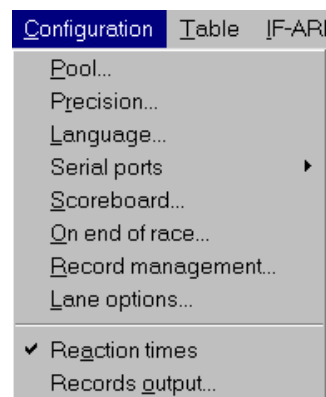 Configuration Table IF-AR
Pool...
Precision...
Language...
Serial ports
Scoreboard...
On end of race...
Record management...
Lane options...
Reaction times
Records output...